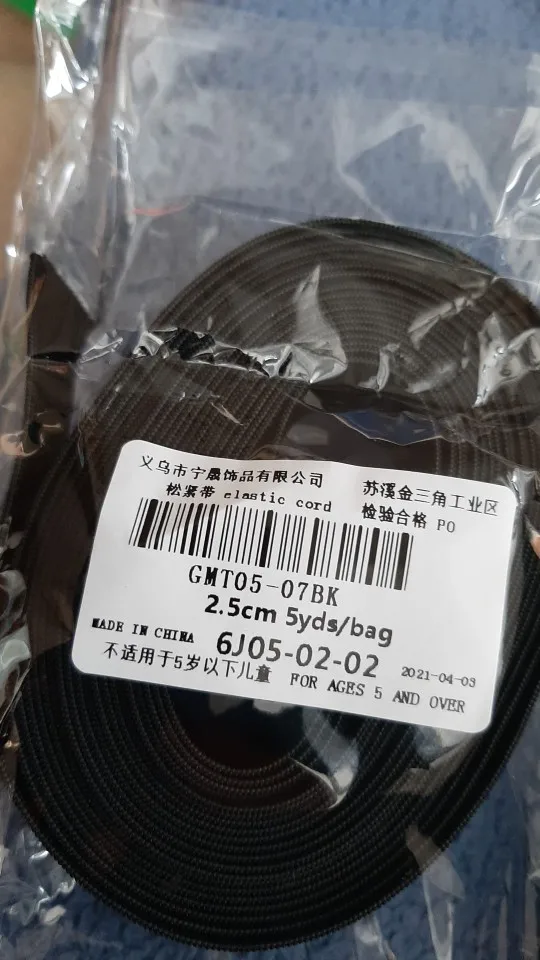 义乌市宁晟饰品有限公司 苏溪金三角工业区
松紧带 elastic cord 检验合格 PO
GMT05-07BK
2.5cm 5yds/bag
MADE IN CHINA 6J05-02-02 2021-04-03
不适用于5岁以下儿童 FOR AGES 5 AND OVER